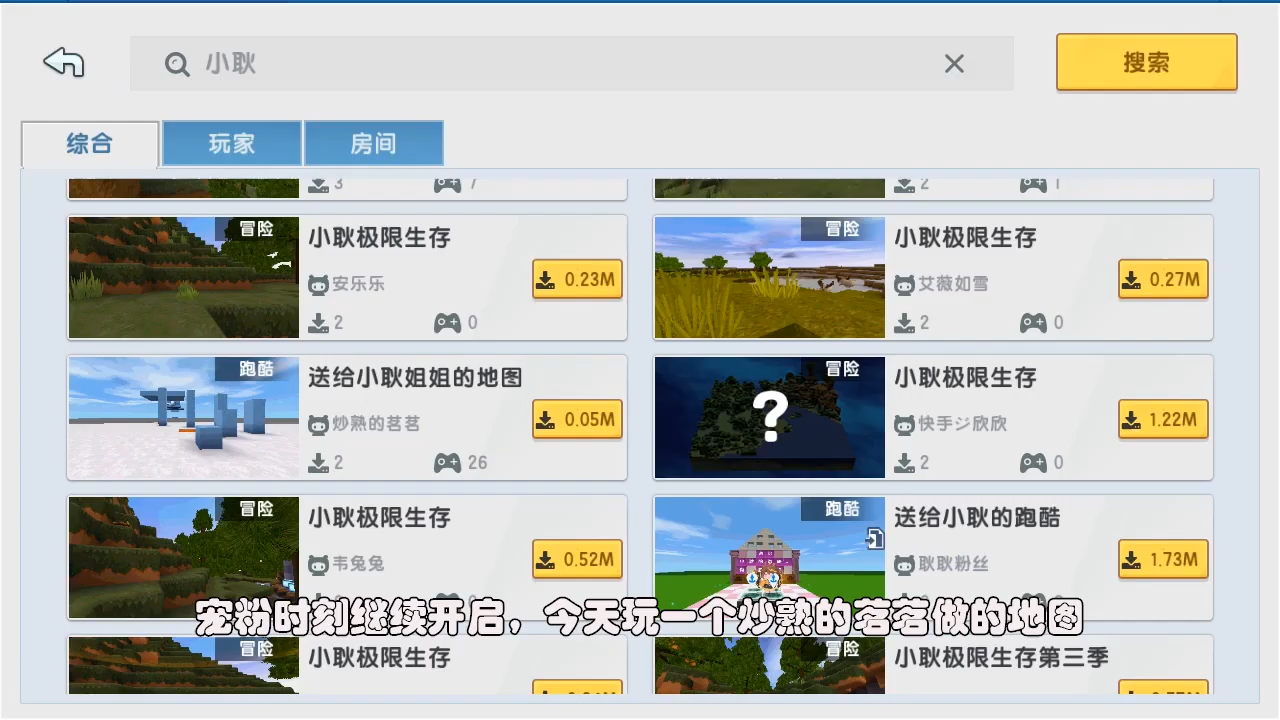 小耿
搜索
综合
玩家
房间
3
7
2
1
冒险
小耿极限生存
安乐乐
0.23M
2
0
冒险
小耿极限生存
艾薇如雪
0.27M
2
0
跑酷
送给小耿姐姐的地图
炒熟的茗茗
0.05M
2
26
冒险
小耿极限生存
快手ジ欣欣
1.22M
2
0
冒险
小耿极限生存
韦兔兔
0.52M
跑酷
送给小耿的跑酷
耿耿粉丝
1.73M
宠粉时刻继续开启，今天玩一个炒熟的茗茗做的地图
冒险
小耿极限生存
冒险
小耿极限生存第三季